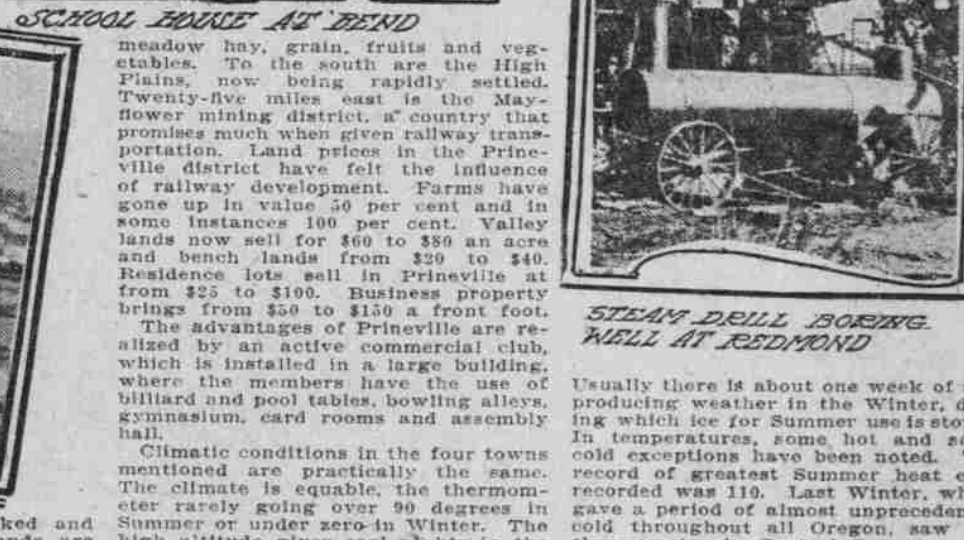 SCHOOL HOUSE AT BEND
meadow hay, grain, fruits and veg-
etables. To the south are the High
Plains, now being rapidly settled.
Twenty-five miles east is the May-
flower mining district, a country that
promises much when given railway trans-
portation. Land prices in the Prine-
ville district have felt the influence
of railway development. Farms have
gone up in value 50 per cent and in
some instances 100 per cent. Valley
lands now sell for $60 to $80 an acre
and bench lands from $20 to $40.
Residence lots sell in Prineville at
from $25 to $100. Business property
brings from $50 to $150 a front foot.
The advantages of Prineville are re-
alized by an active commercial club,
which is installed in a large building,
where the members have the use of
billiard and pool tables, bowling alleys,
gymnasium, card rooms and assembly
hall.
Climatic conditions in the four towns
mentioned are practically the same.
The climate is equable, the thermom-
eter rarely going over 90 degrees in
Summer or under zero in Winter. The
high altitude gives cool nights in the
STEAM DRILL BORING
WELL AT REDMOND
Usually there is about one week of
producing weather in the Winter, d
ing which ice for Summer use is sto
In temperatures, some hot and
cold exceptions have been noted.
record of greatest Summer heat
recorded was 110. Last Winter, wh
gave a period of almost unpreceden
cold throughout all Oregon, saw
ked and